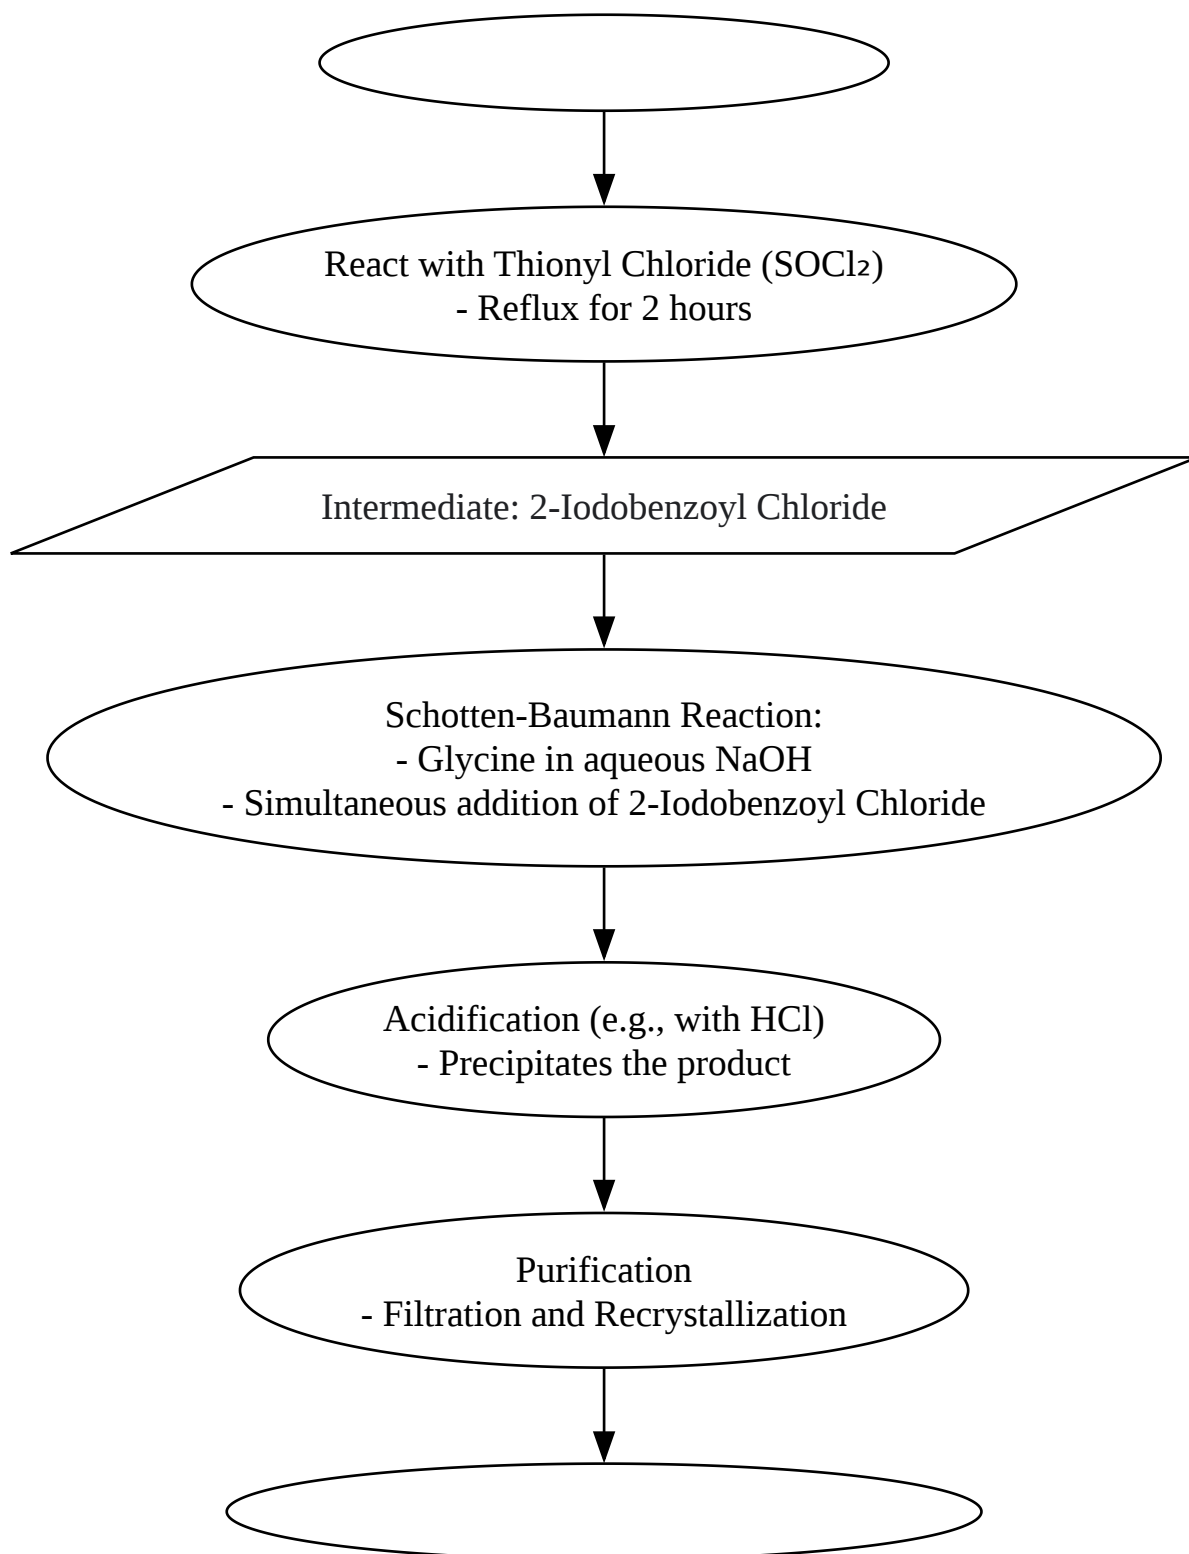 React with Thionyl Chloride (SOCl₂)
- Reflux for 2 hours
Intermediate: 2-Iodobenzoyl Chloride
Schotten-Baumann Reaction:
- Glycine in aqueous NaOH
- Simultaneous addition of 2-Iodobenzoyl Chloride
Acidification (e.g., with HCl)
- Precipitates the product
Purification
- Filtration and Recrystallization